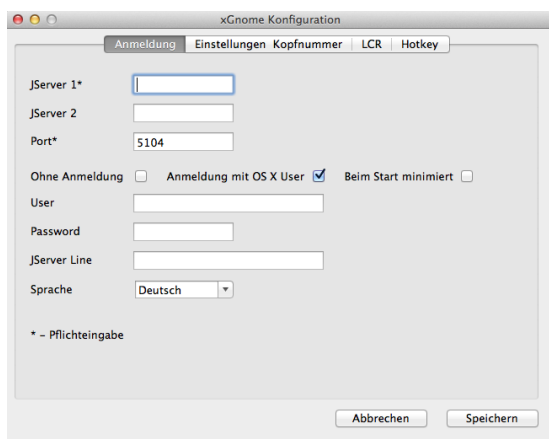 xGnome Konfiguration
Anmeldung Einstellungen Kopfnummer LCR Hotkey
JServer 1*
JServer 2
Port* 5104
Ohne Anmeldung Anmeldung mit OS X User Beim Start minimiert
User
Password
JServer Line
Sprache Deutsch
* – Pflichteingabe
Abbrechen Speichern